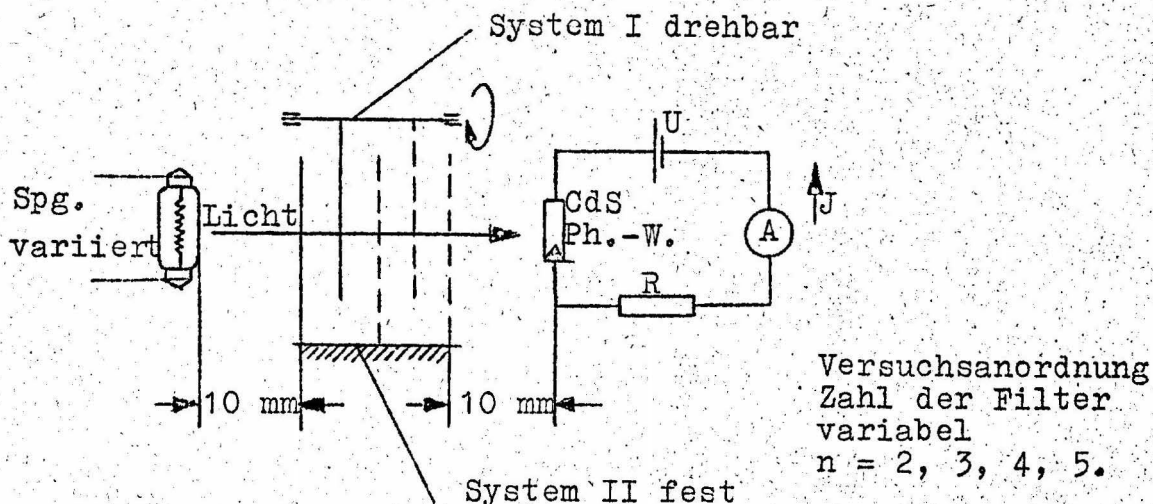 System I drehbar
Spg.
variiert
Licht
U
CdS
Ph.-W.
J
A
R
10 mm
10 mm
Versuchsanordnung
Zahl der Filter
variabel
n = 2, 3, 4, 5.
System II fest